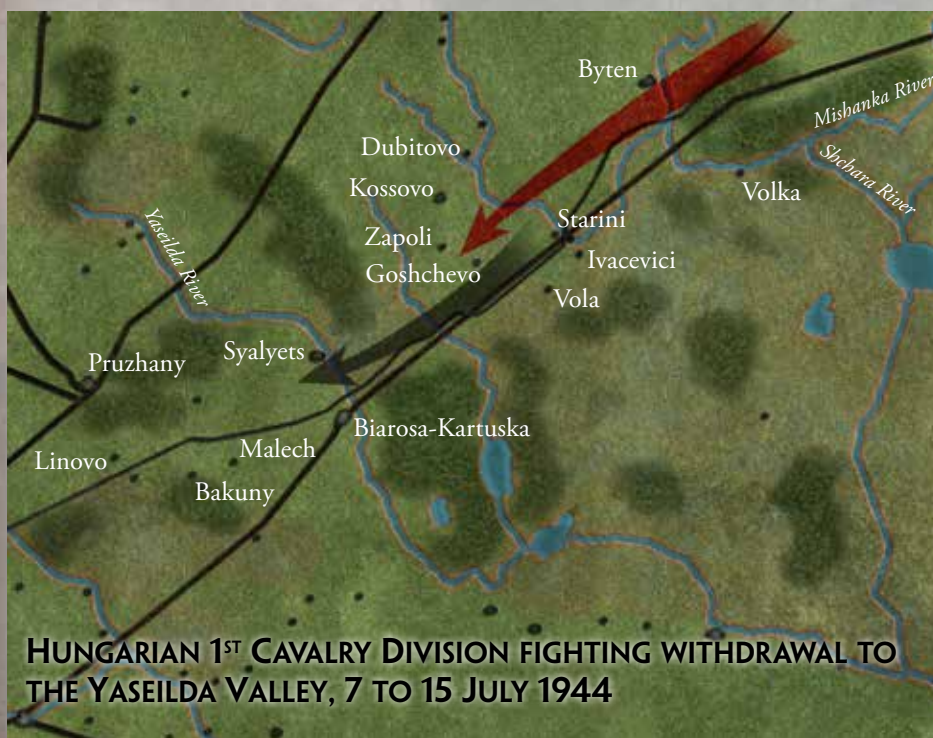 Byten
Mishanka River
Dubitovo
Shchara River
Kossovo
Volka
Yaseilda River
Starini
Zapoli
Ivacevici
Goshchevo
Vola
Syalyets
Pruzhany
Biarosa-Kartuska
Malech
Linovo
Bakuny
HUNGARIAN 1ST CAVALRY DIVISION FIGHTING WITHDRAWAL TO
THE YASEILDA VALLEY, 7 TO 15 JULY 1944